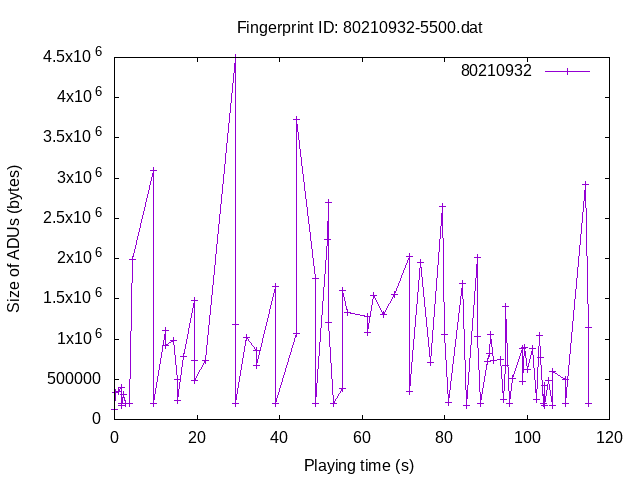 Fingerprint ID: 80210932-5500.dat
80210932
4.5x10^6
4x10^6
3.5x10^6
3x10^6
2.5x10^6
2x10^6
1.5x10^6
1x10^6
500000
0
Size of ADUs (bytes)
0 20 40 60 80 100 120
Playing time (s)